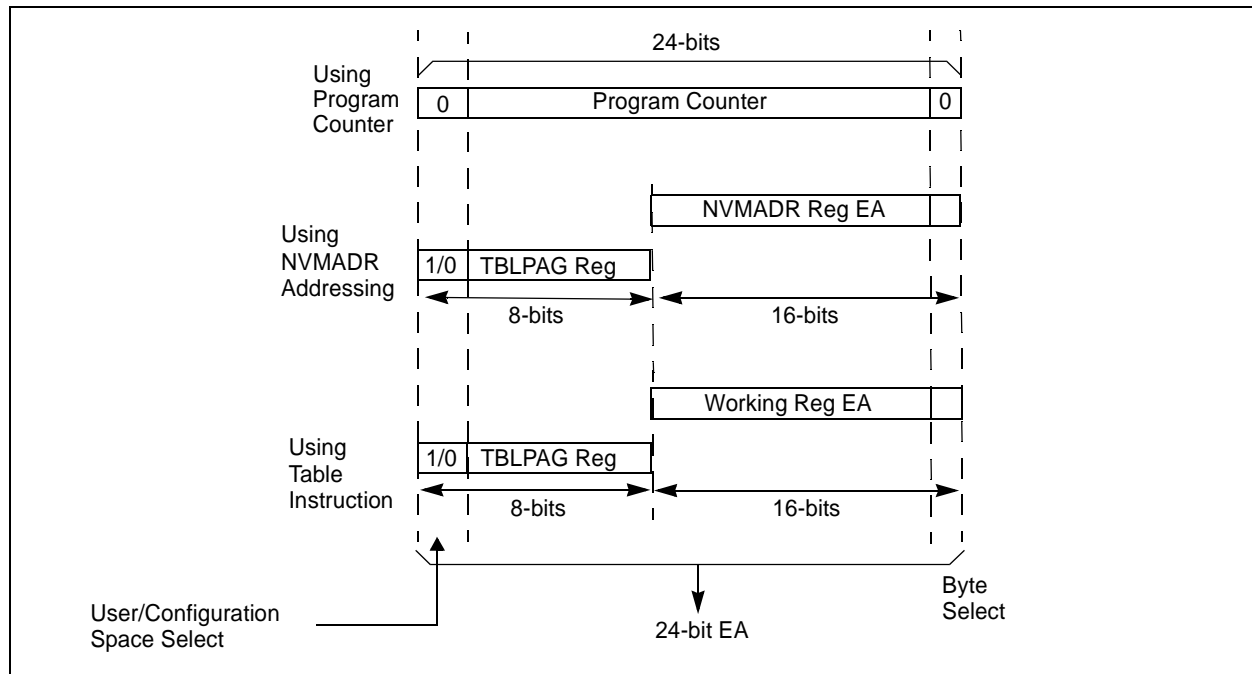 24-bits
Using
Program
Counter
0
Program Counter
0
NVMADR Reg EA
Using
NVMADR
Addressing
1/0
TBLPAG Reg
8-bits
16-bits
Working Reg EA
Using
Table
Instruction
1/0
TBLPAG Reg
8-bits
16-bits
User/Configuration
Space Select
24-bit EA
Byte
Select